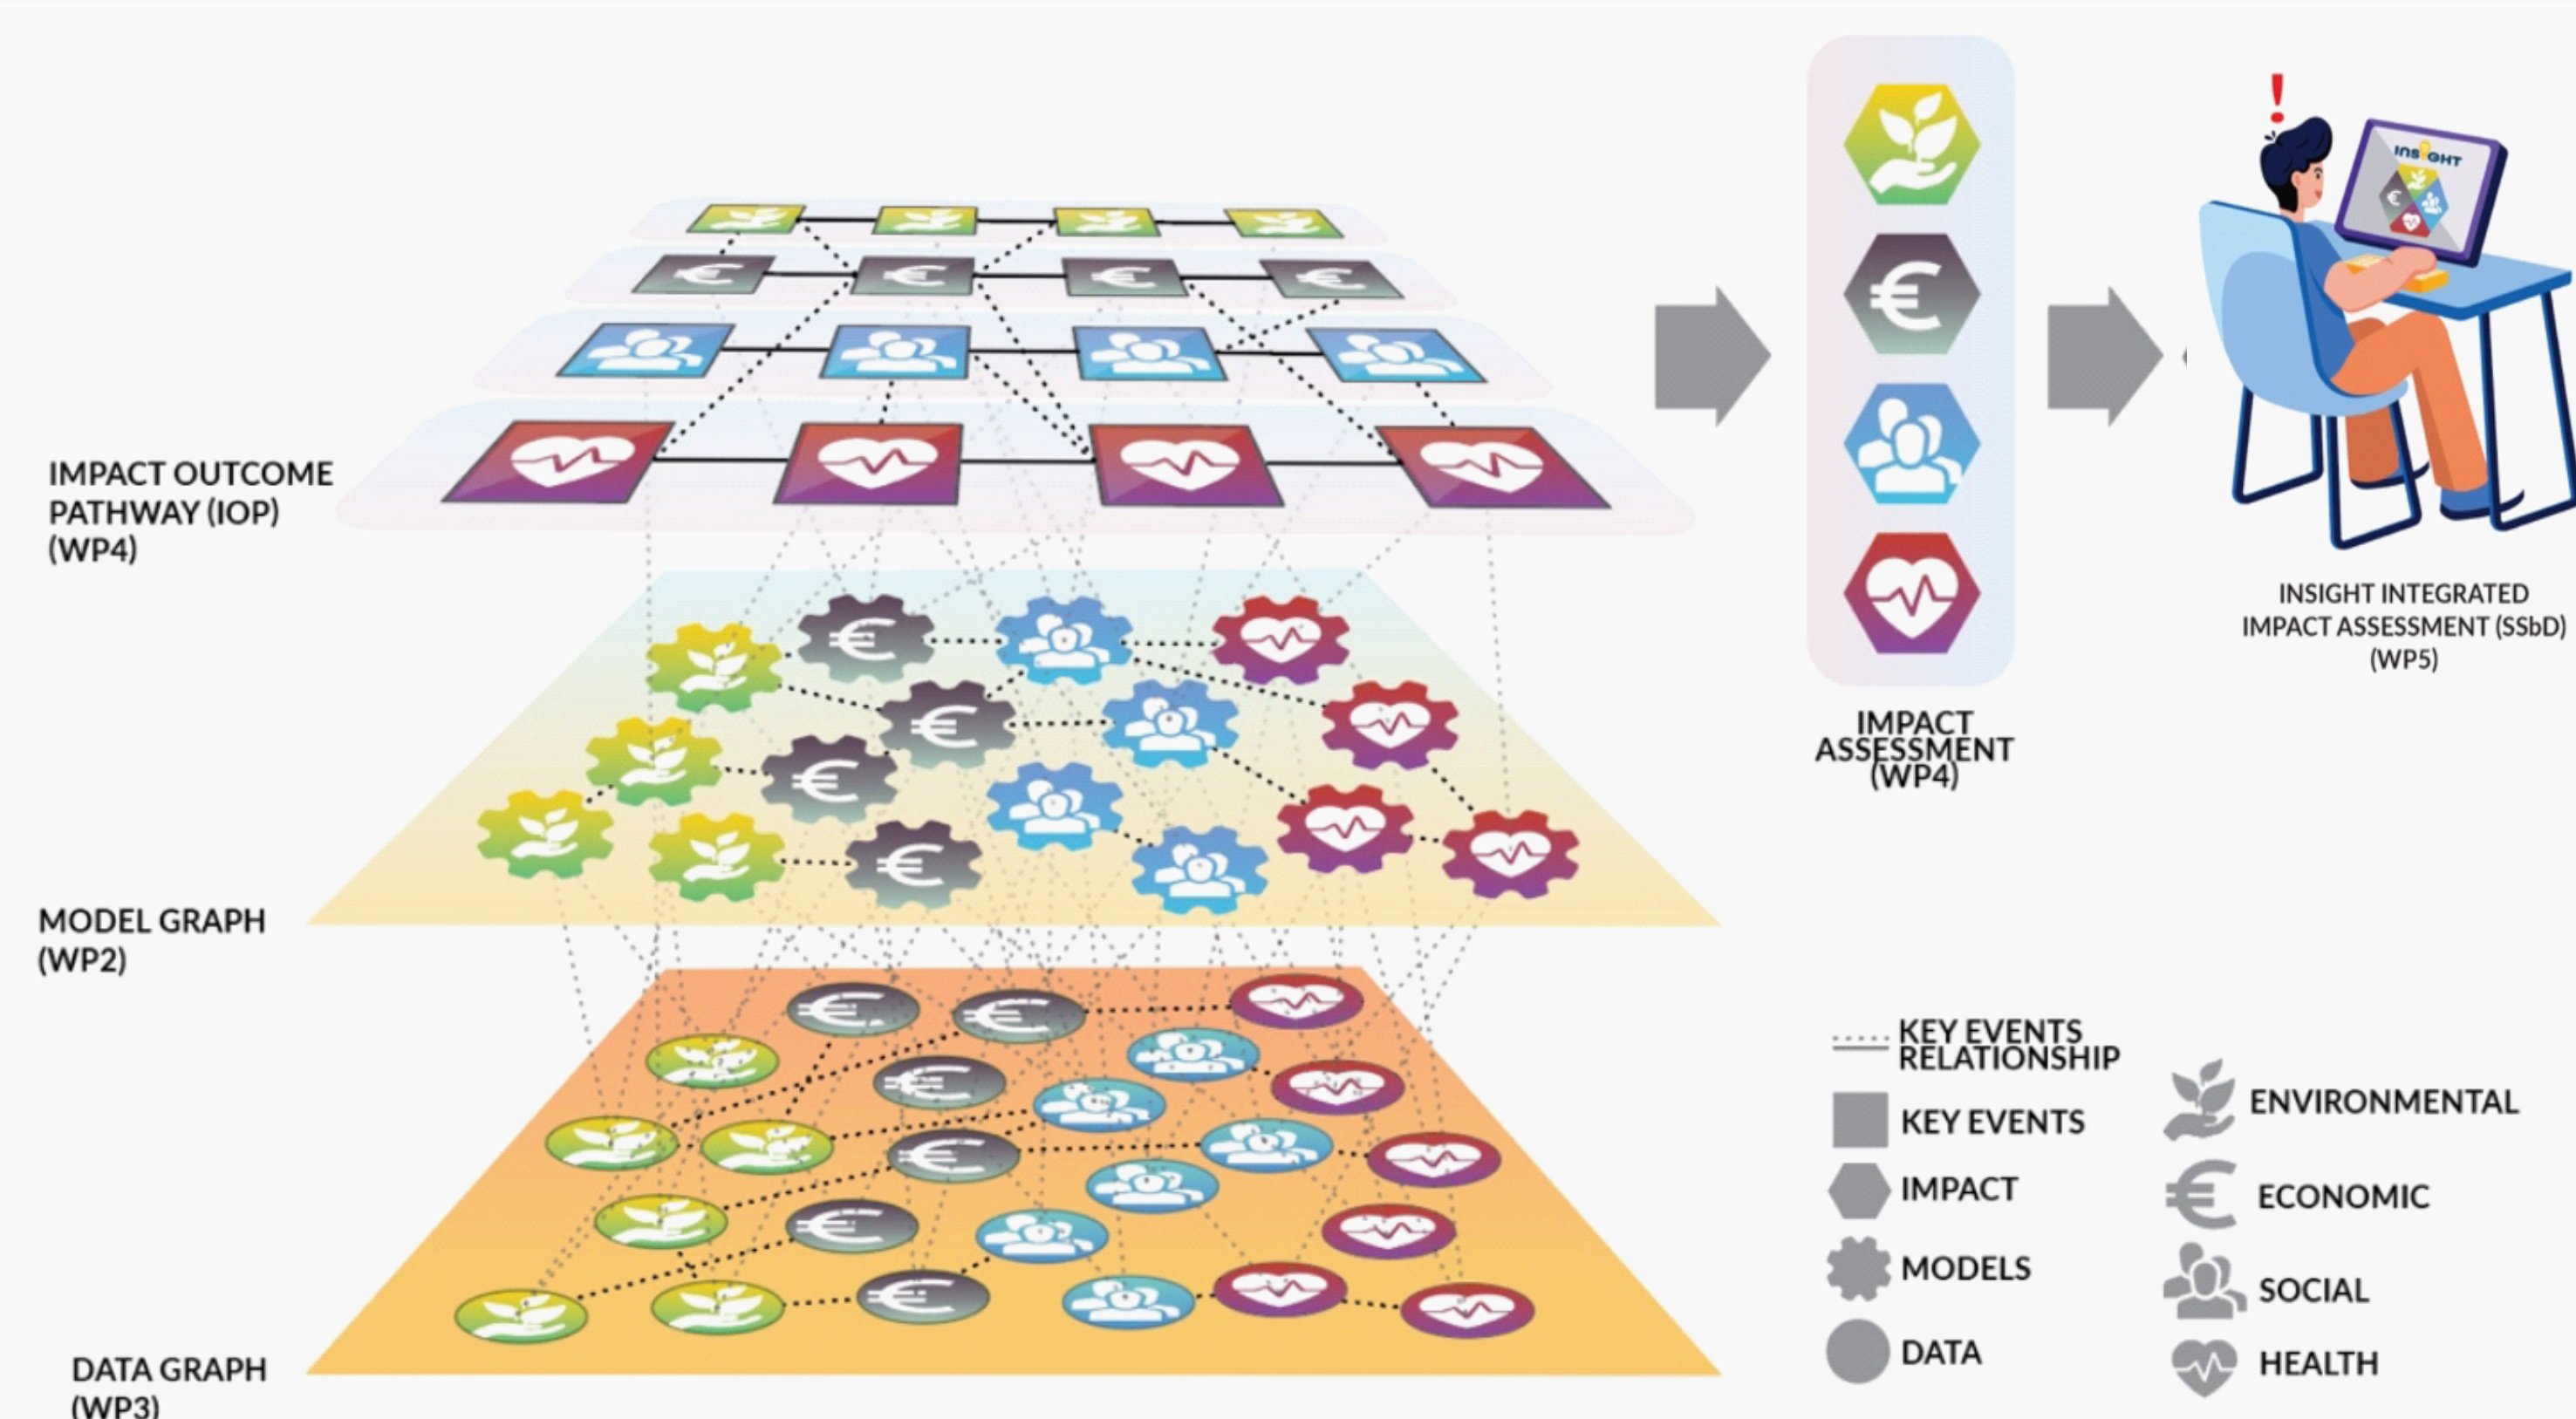 INSIGHT
IMPACT OUTCOME
PATHWAY (IOP)
(WP4)
INSIGHT INTEGRATED
IMPACT ASSESSMENT (SSbD)
(WP5)
IMPACT
ASSESSMENT
(WP4)
MODEL GRAPH
(WP2)
DATA GRAPH
(WP3)
KEY EVENTS
RELATIONSHIP
KEY EVENTS
IMPACT
MODELS
DATA
ENVIRONMENTAL
ECONOMIC
SOCIAL
HEALTH